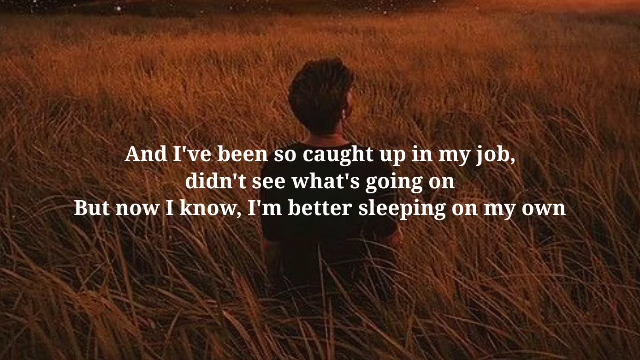 And I've been so caught up in my job,
didn't see what's going on
But now I know, I'm better sleeping on my own